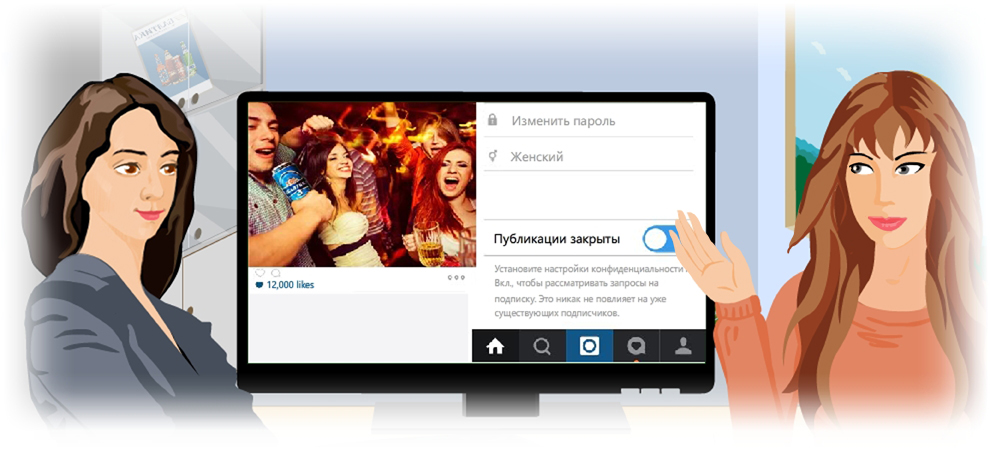 Изменить пароль
Женский
Публикации закрыты
Установите настройки конфиденциальности
Вкл., чтобы рассматривать запросы на
подписку. Это никак не повлияет на уже
существующих подписчиков.
12,000 likes